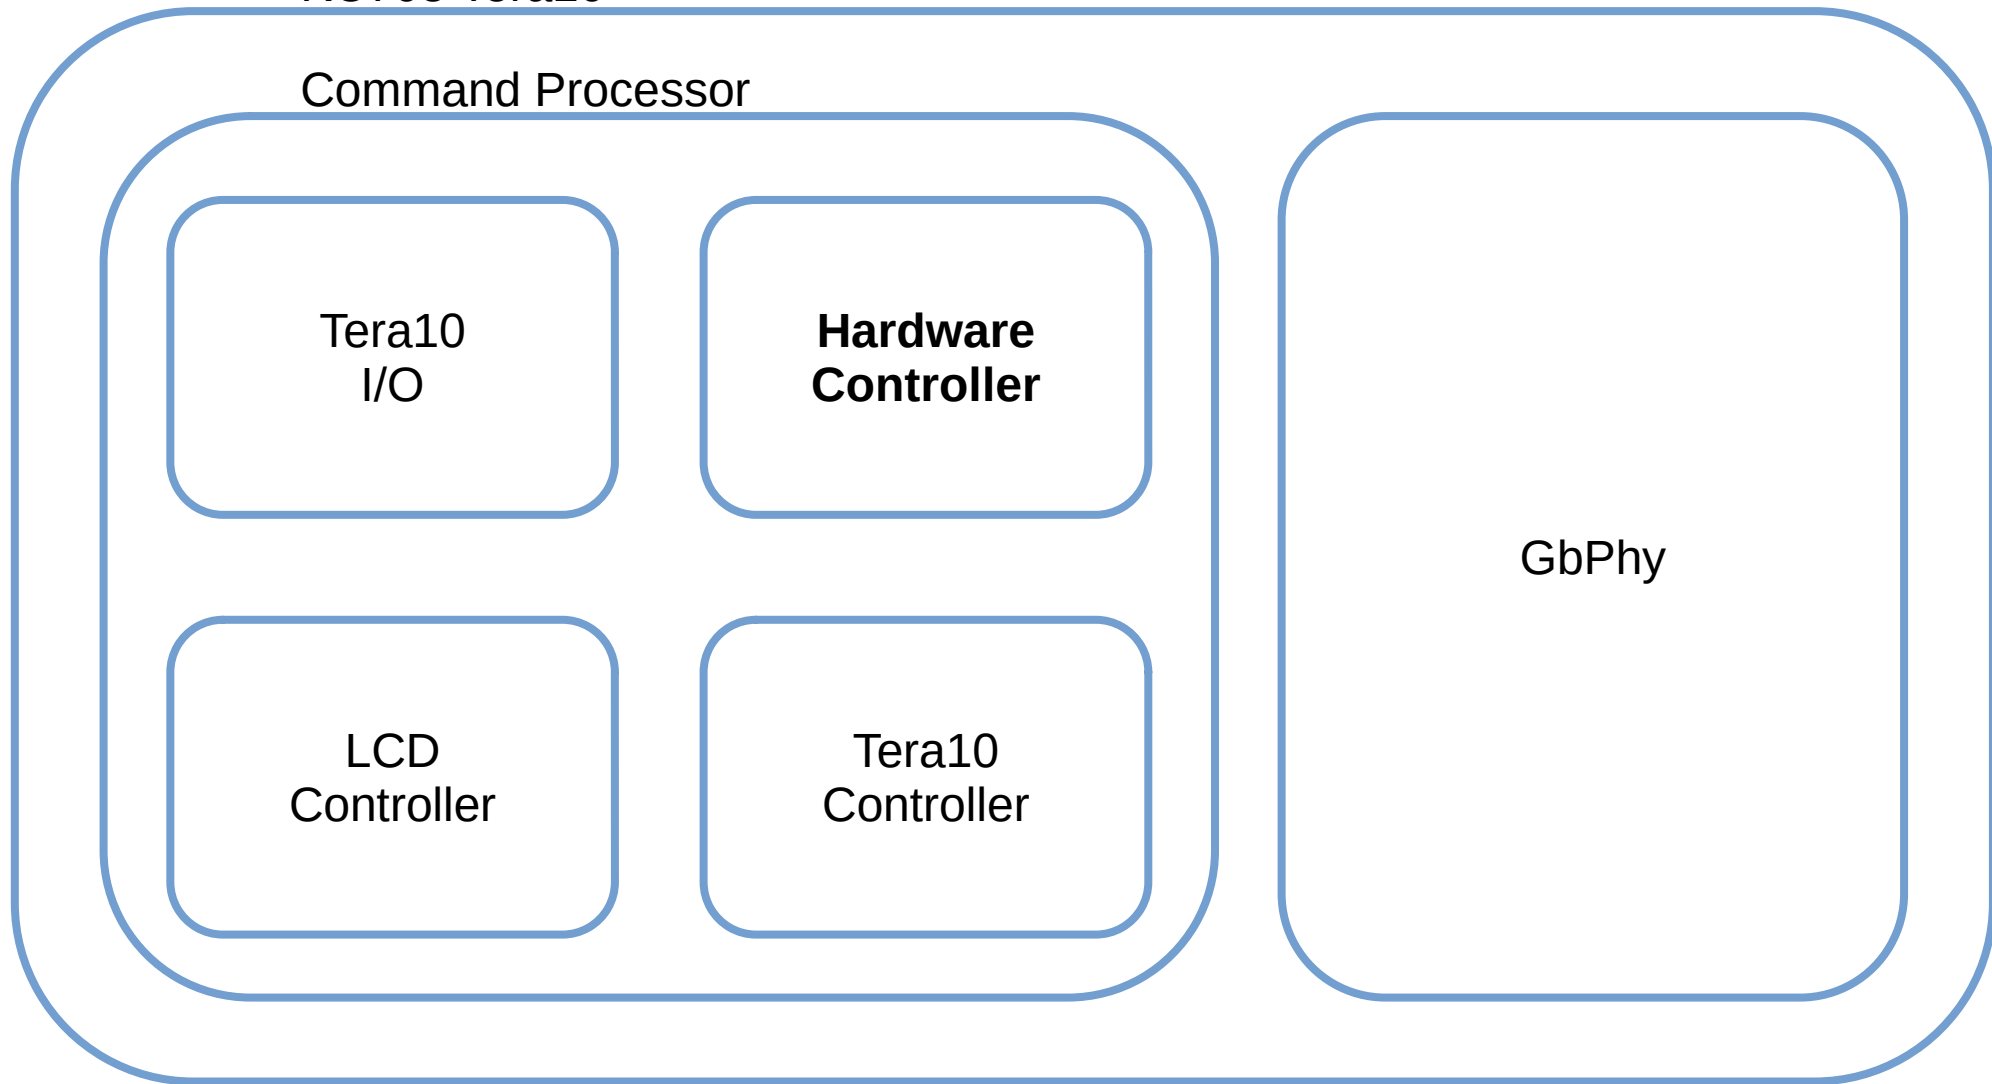 Command Processor
Tera10
I/O
Hardware
Controller
GbPhy
LCD
Controller
Tera10
Controller